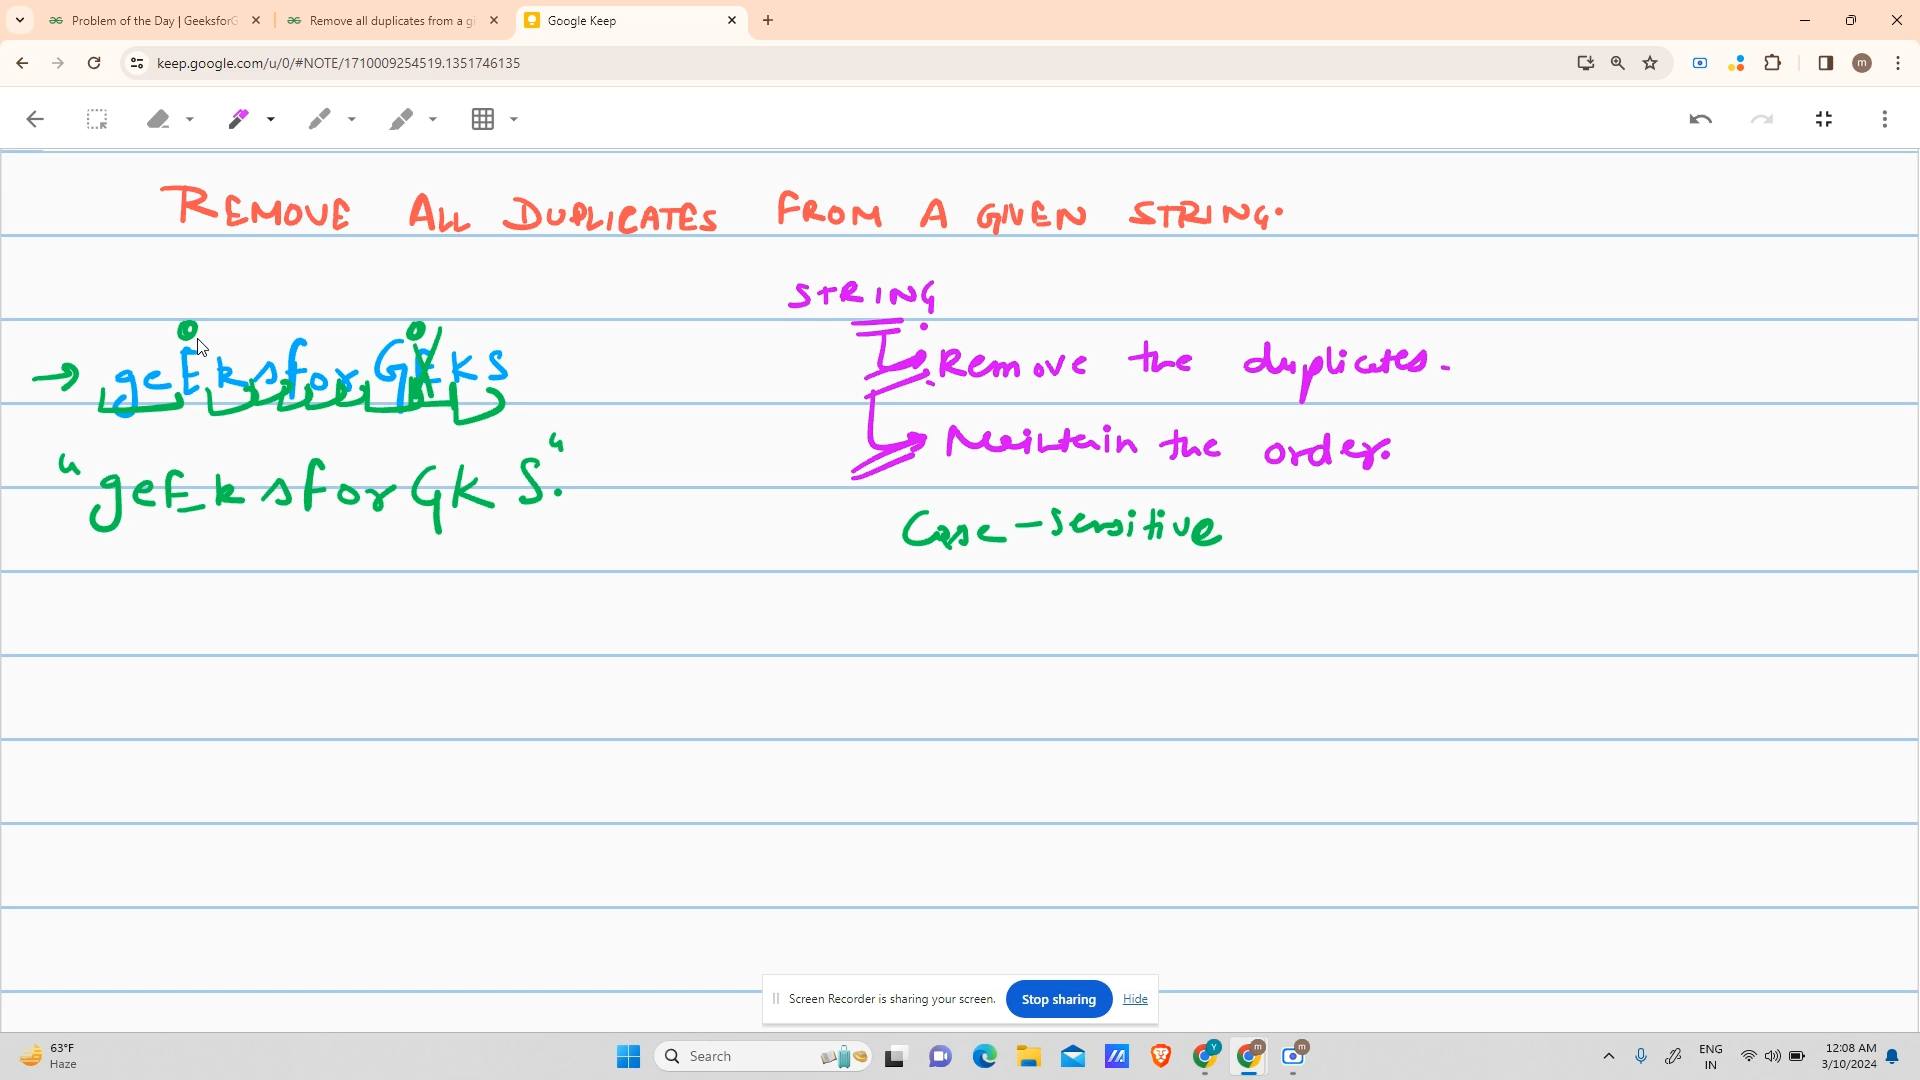 Problem of the Day | GeeksforG
Remove all duplicates from a gi
Google Keep
keep.google.com/u/0/#NOTE/1710009254519.1351746135
m
REMOVE ALL DUPLICATES FROM A GIVEN STRING.
STRING
geEksforGEKS
Remove the duplicates.
Maintain the order.
"geEksforGKS."
Case-Sensitive
Screen Recorder is sharing your screen. Stop sharing Hide
63°F
Haze
Search
ENG
IN
12:08 AM
3/10/2024